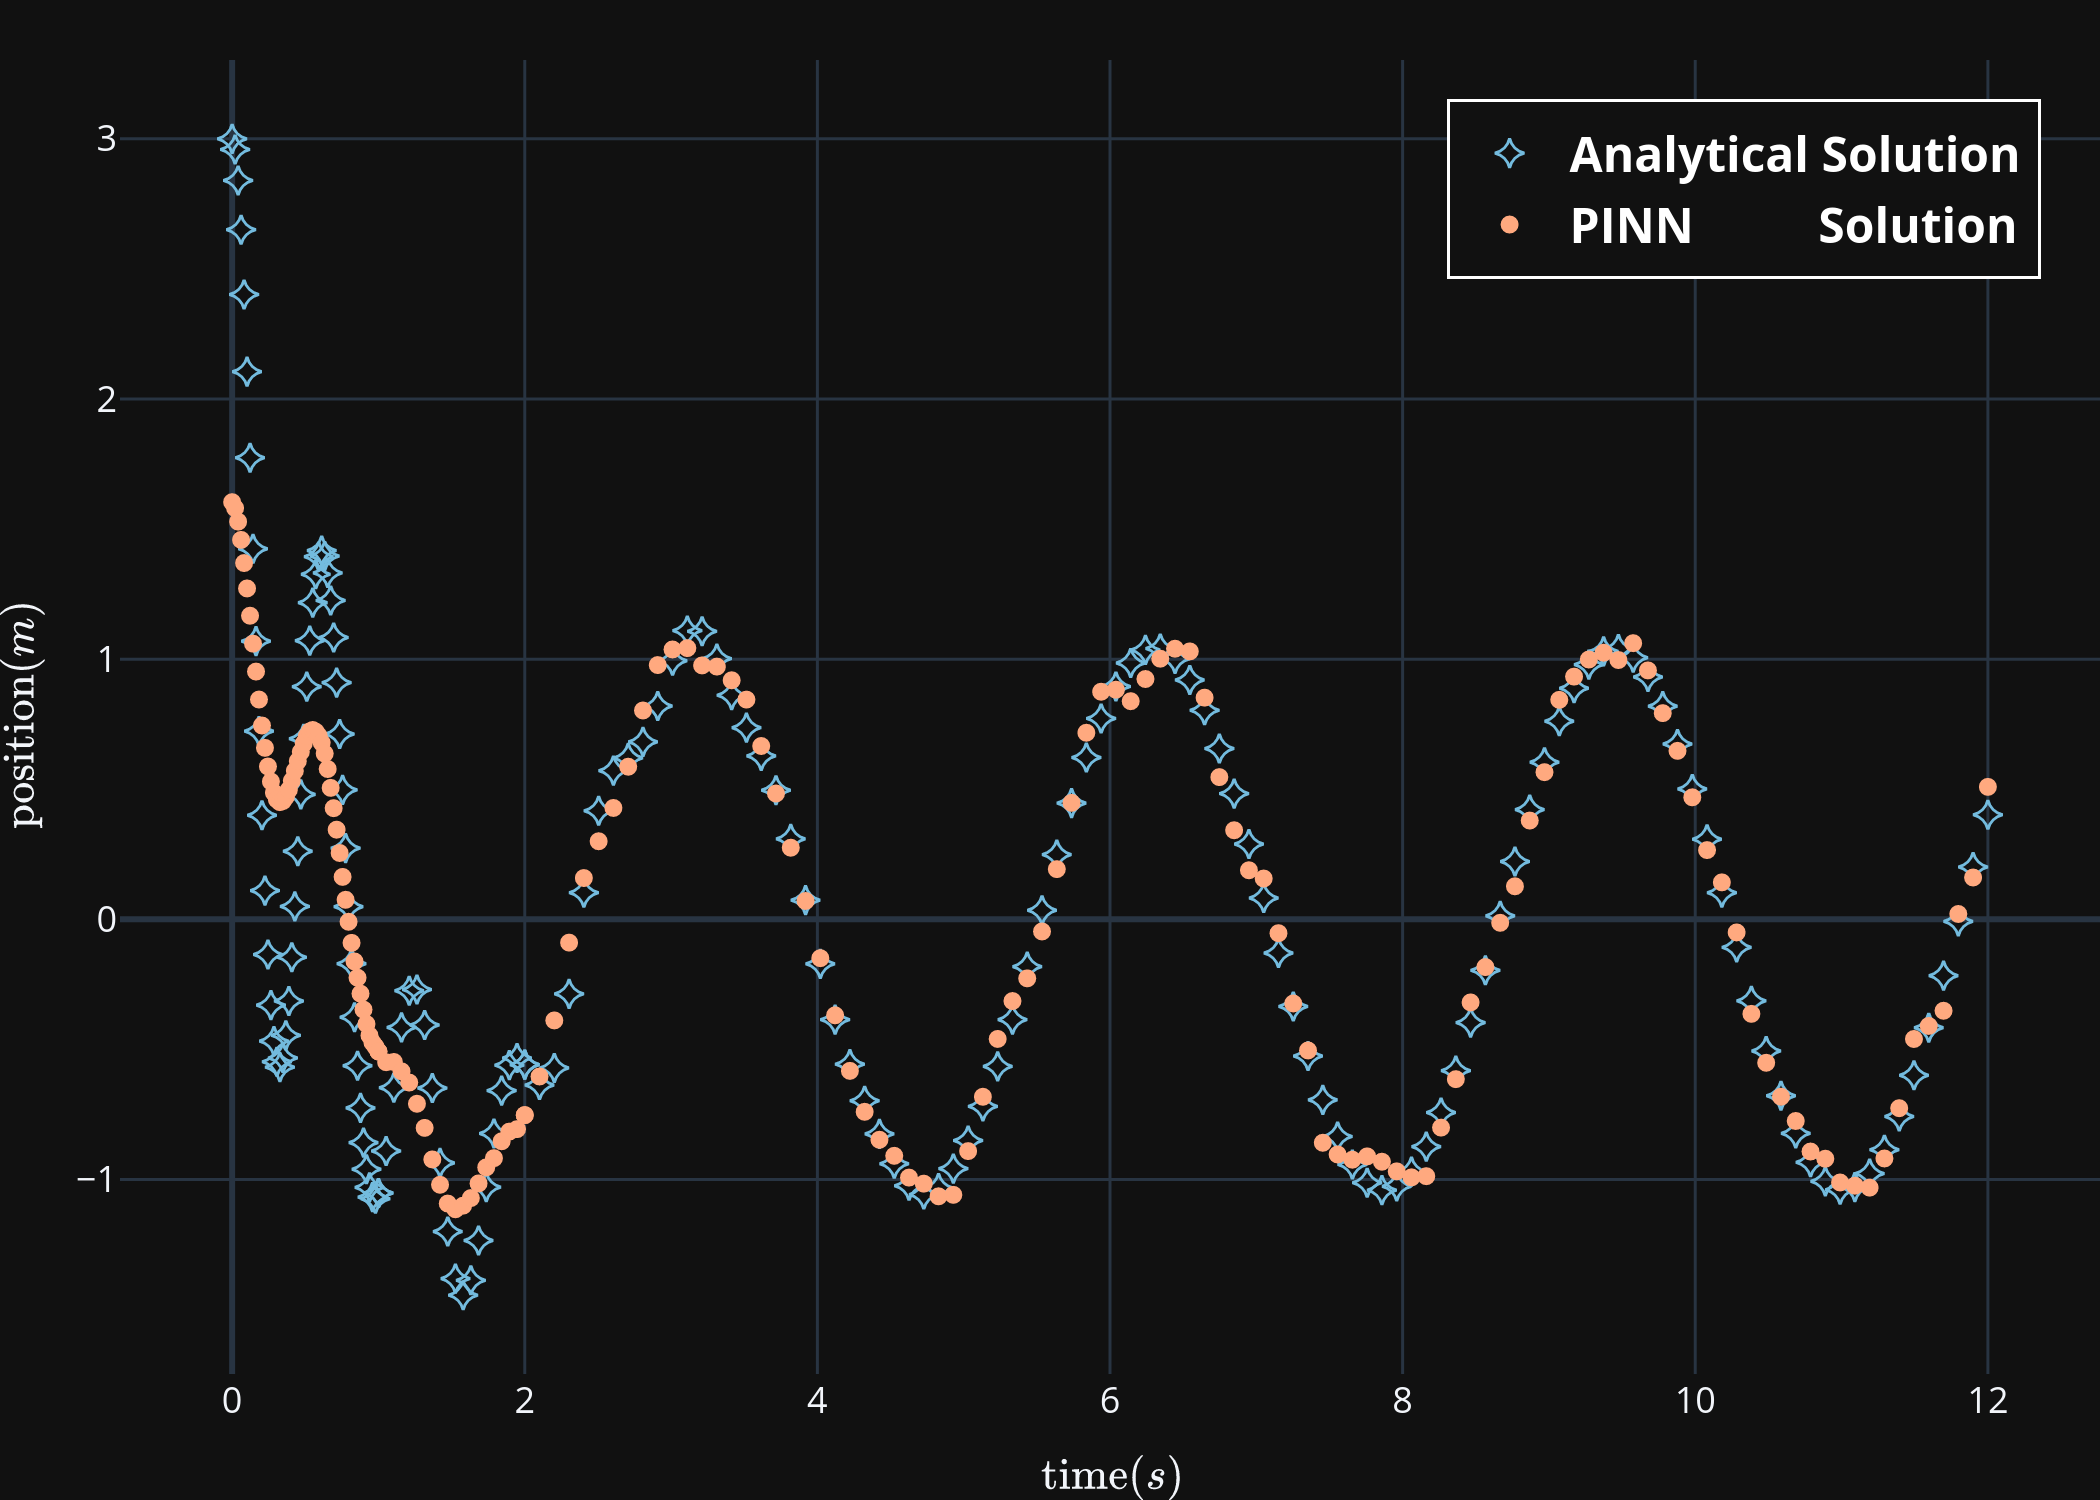 3
2
1
0
−1
0 2 4 6 8 10 12
position(m)
time(s)
Analytical Solution
PINN Solution